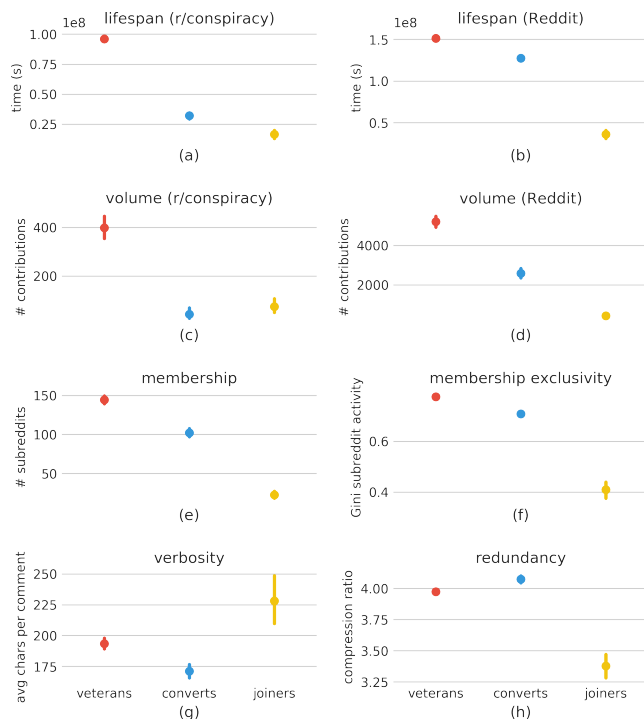 lifespan (r/conspiracy)
1e8
1.00
0.75
0.50
0.25
time (s)
(a)
lifespan (Reddit)
1e8
1.5
1.0
0.5
time (s)
(b)
volume (r/conspiracy)
400
200
# contributions
(c)
volume (Reddit)
4000
2000
# contributions
(d)
membership
150
100
50
# subreddits
(e)
membership exclusivity
0.6
0.4
Gini subreddit activity
(f)
verbosity
250
225
200
175
avg chars per comment
veterans converts joiners
(g)
redundancy
4.00
3.75
3.50
3.25
compression ratio
veterans converts joiners
(h)